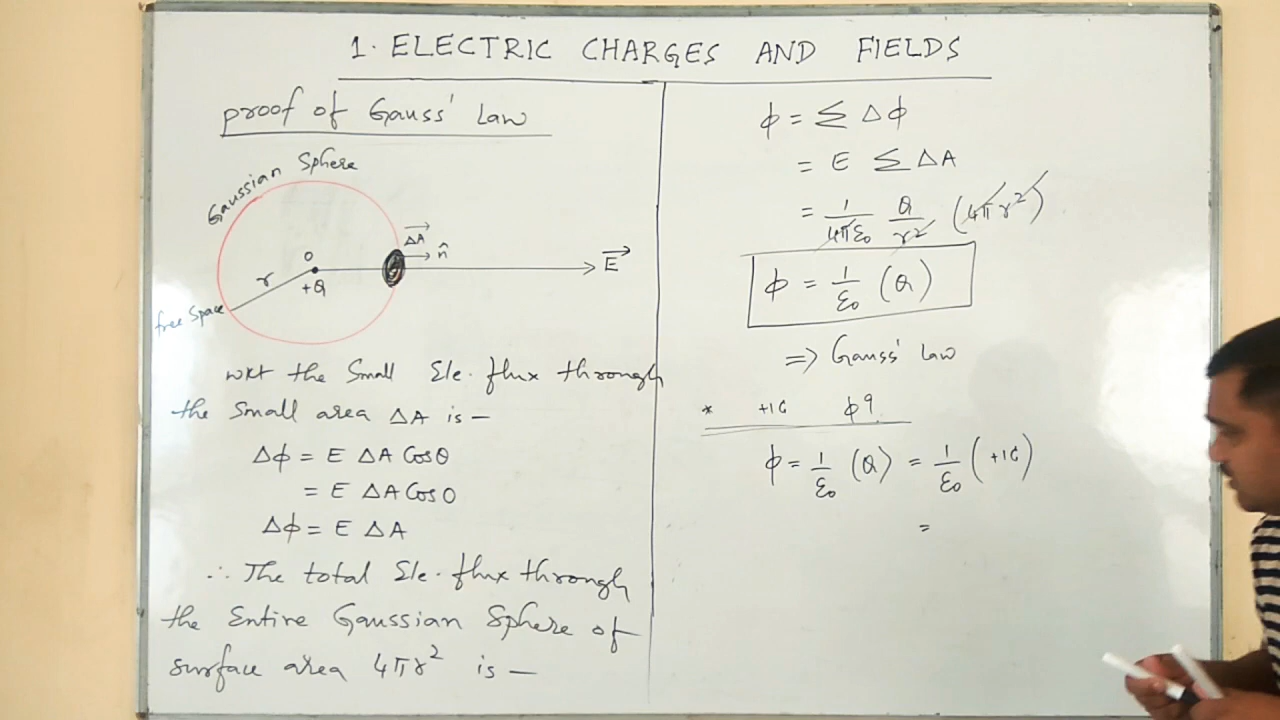 1. ELECTRIC CHARGES AND FIELDS
proof of Gauss' Law
Gaussian Sphere
ΔA⃗
n̂
O
E⃗
r
+Q
free Space
WKT the Small Ele. flux through
the Small area ΔA is —
Δϕ = E ΔA Cosθ
= E ΔA Cos0
Δϕ = E ΔA
∴ The total Ele. flux through
the Entire Gaussian Sphere of
surface area 4πr² is —
ϕ = Σ Δϕ
= E Σ ΔA
= 1/4πε₀ Q/r² (4πr²)
ϕ = 1/ε₀ (Q)
=> Gauss' Law
* +1C ϕ?
ϕ = 1/ε₀ (Q) = 1/ε₀ (+1C)
=